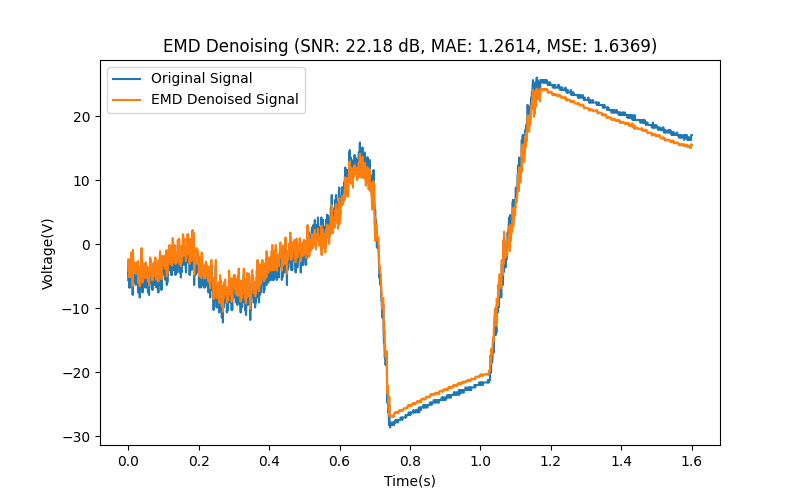 EMD Denoising (SNR: 22.18 dB, MAE: 1.2614, MSE: 1.6369)
Original Signal
EMD Denoised Signal
Voltage(V)
20
10
0
−10
−20
−30
0.0 0.2 0.4 0.6 0.8 1.0 1.2 1.4 1.6
Time(s)